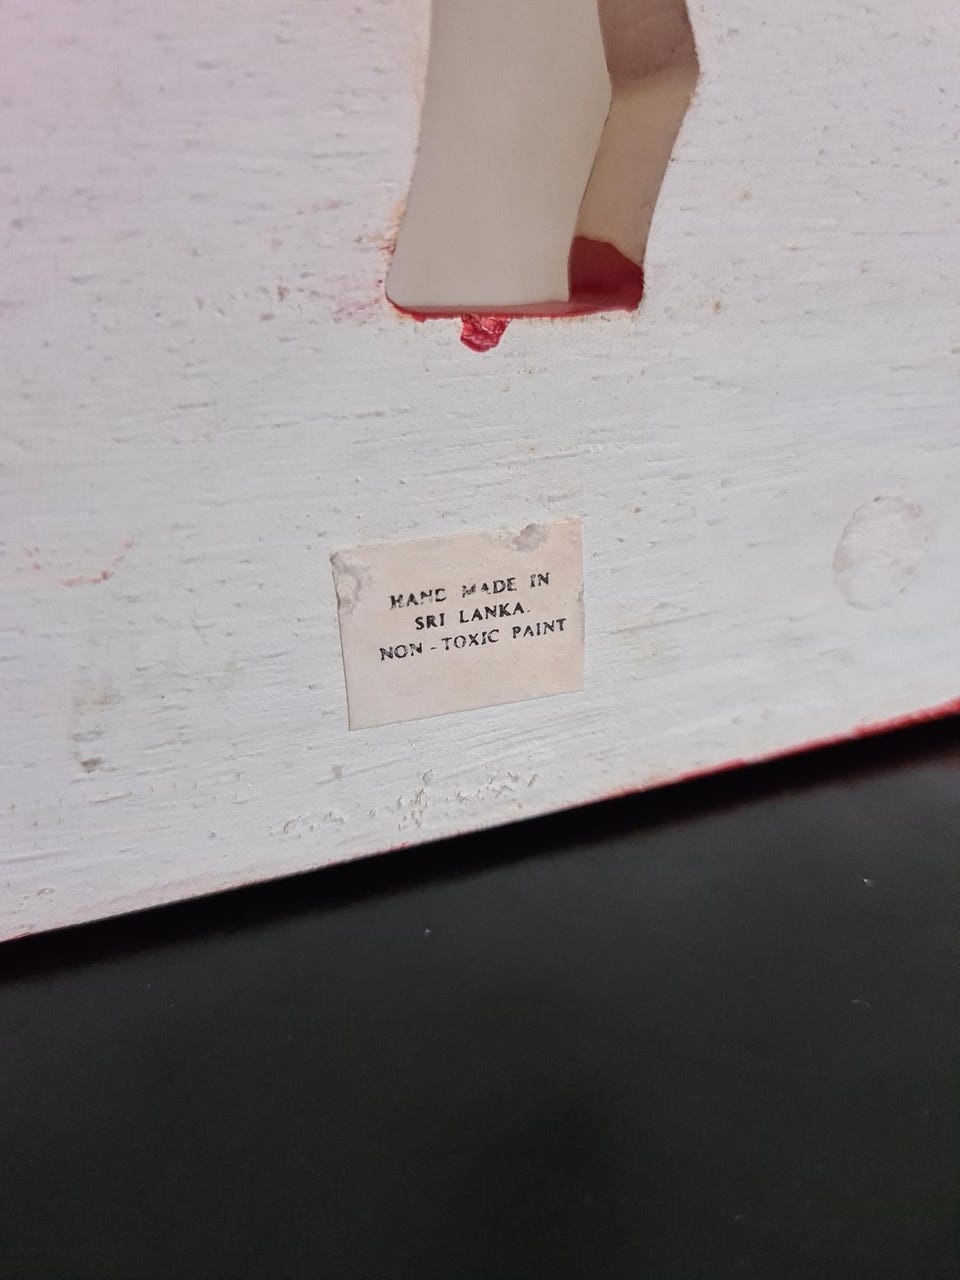 HAND MADE IN
SRI LANKA.
NON-TOXIC PAINT